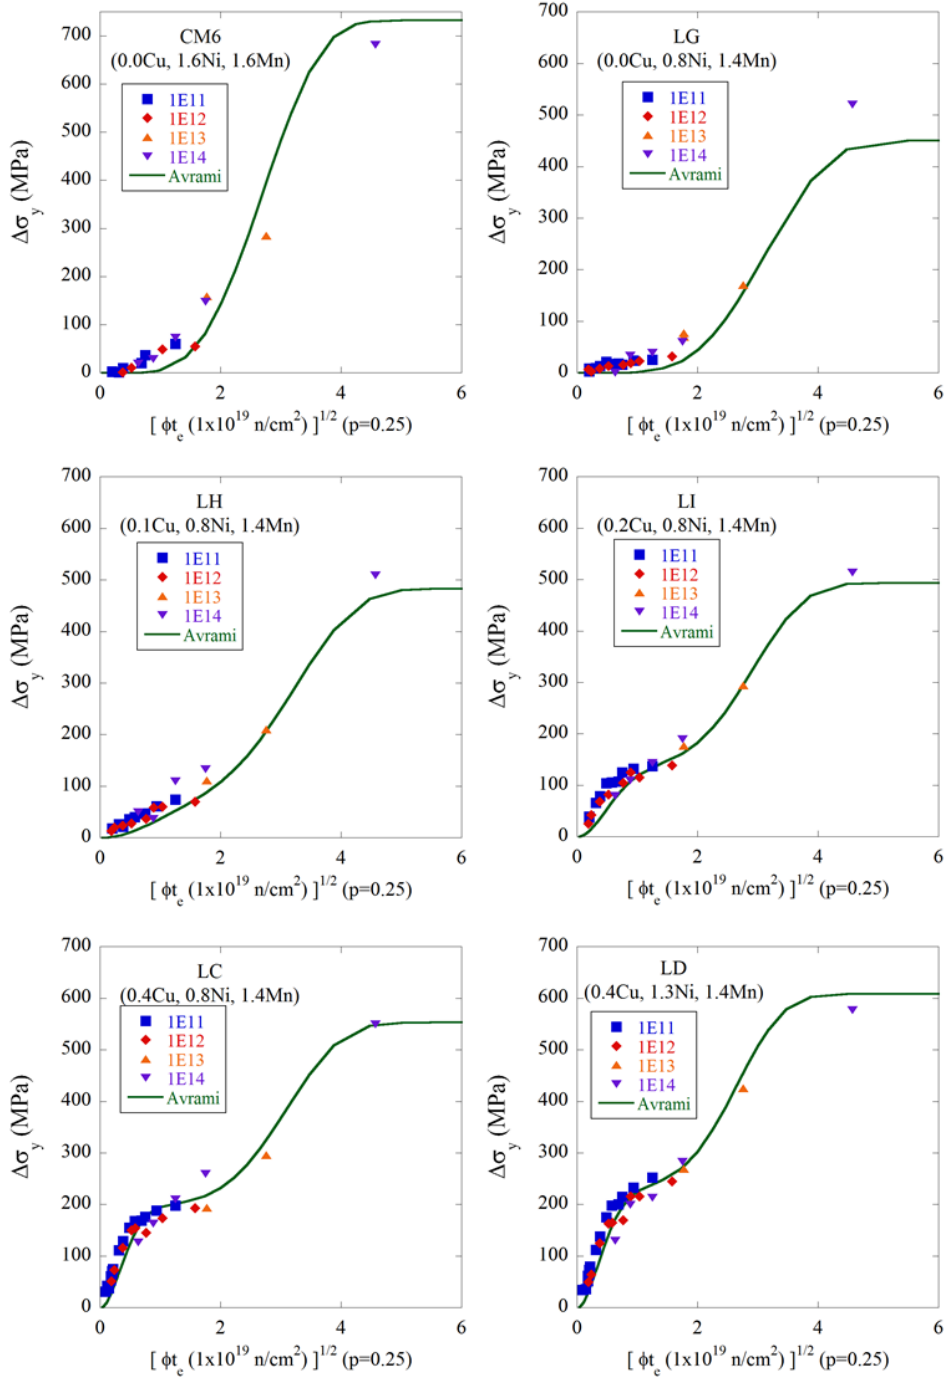 CM6
(0.0Cu, 1.6Ni, 1.6Mn)
1E11
1E12
1E13
1E14
Avrami
700
600
500
400
300
200
100
0
0 2 4 6
Δσy (MPa)
[ ϕte (1x10^19 n/cm^2) ]^1/2 (p=0.25)
LG
(0.0Cu, 0.8Ni, 1.4Mn)
1E11
1E12
1E13
1E14
Avrami
700
600
500
400
300
200
100
0
0 2 4 6
Δσy (MPa)
[ ϕte (1x10^19 n/cm^2) ]^1/2 (p=0.25)
LH
(0.1Cu, 0.8Ni, 1.4Mn)
1E11
1E12
1E13
1E14
Avrami
700
600
500
400
300
200
100
0
0 2 4 6
Δσy (MPa)
[ ϕte (1x10^19 n/cm^2) ]^1/2 (p=0.25)
LI
(0.2Cu, 0.8Ni, 1.4Mn)
1E11
1E12
1E13
1E14
Avrami
700
600
500
400
300
200
100
0
0 2 4 6
Δσy (MPa)
[ ϕte (1x10^19 n/cm^2) ]^1/2 (p=0.25)
LC
(0.4Cu, 0.8Ni, 1.4Mn)
1E11
1E12
1E13
1E14
Avrami
700
600
500
400
300
200
100
0
0 2 4 6
Δσy (MPa)
[ ϕte (1x10^19 n/cm^2) ]^1/2 (p=0.25)
LD
(0.4Cu, 1.3Ni, 1.4Mn)
1E11
1E12
1E13
1E14
Avrami
700
600
500
400
300
200
100
0
0 2 4 6
Δσy (MPa)
[ ϕte (1x10^19 n/cm^2) ]^1/2 (p=0.25)